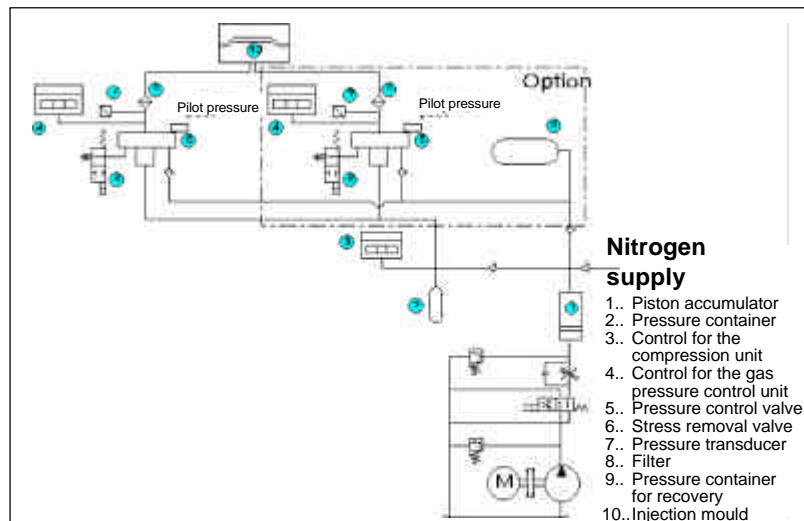 10
Option
Pilot pressure
Pilot pressure
Nitrogen
supply
1.. Piston accumulator
2.. Pressure container
3.. Control for the
compression unit
4.. Control for the gas
pressure control unit
5.. Pressure control valve
6.. Stress removal valve
7.. Pressure transducer
8.. Filter
9.. Pressure container
for recovery
10..Injection mould
M